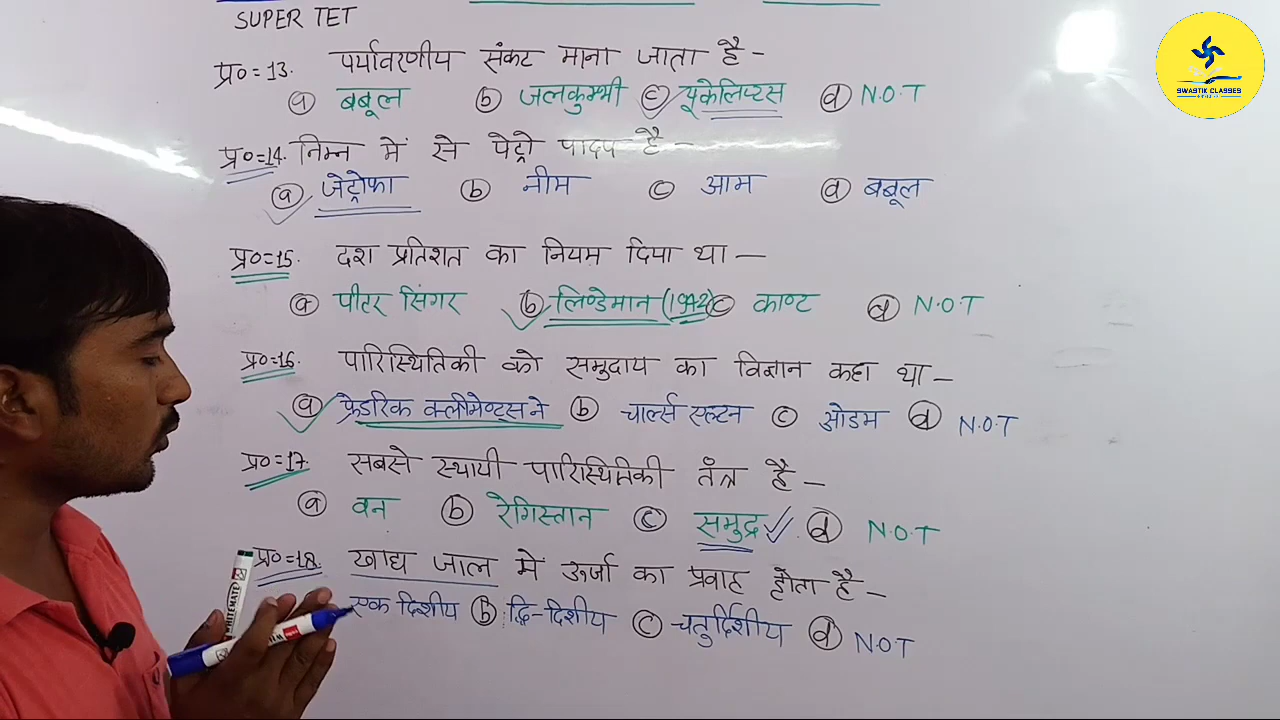 SUPER TET
प्र०=13. पर्यावरणीय संकट माना जाता है -
(a) बबूल (b) जलकुम्भी (c) यूकेलिप्टस (d) N.O.T
प्र०=14. निम्न में से पेट्रो पादप है -
(a) जेट्रोफा (b) नीम (c) आम (d) बबूल
प्र०=15. दश प्रतिशत का नियम दिया था —
(a) पीटर सिंगर (b) लिण्डेमान (1942) (c) काण्ट (d) N.O.T
प्र०=16. पारिस्थितिकी को समुदाय का विज्ञान कहा था -
(a) फ्रेडरिक क्लीमेण्ट्स ने (b) चार्ल्स एल्टन (c) ओडम (d) N.O.T
प्र०=17. सबसे स्थायी पारिस्थितिकी तंत्र है -
(a) वन (b) रेगिस्तान (c) समुद्र (d) N.O.T
प्र०=18. खाद्य जाल में ऊर्जा का प्रवाह होता है -
एक दिशीय (b) द्वि-दिशीय (c) चतुर्दिशीय (d) N.O.T
SWASTIK CLASSES
WHITEMATE